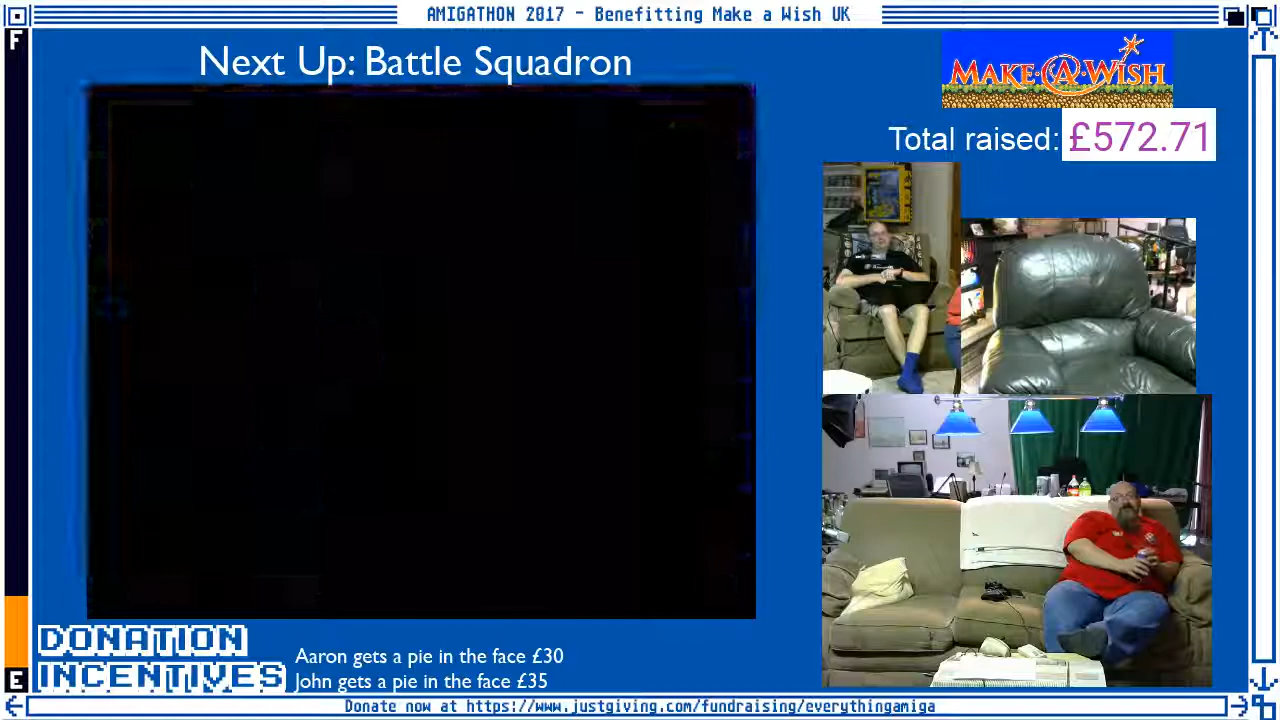 AMIGATHON 2017 - Benefitting Make a Wish UK
F
Next Up: Battle Squadron
MAKE-A-WISH
Total raised: £572.71
DONATION
INCENTIVES
Aaron gets a pie in the face £30
John gets a pie in the face £35
E
Donate now at https://www.justgiving.com/fundraising/everythingamiga